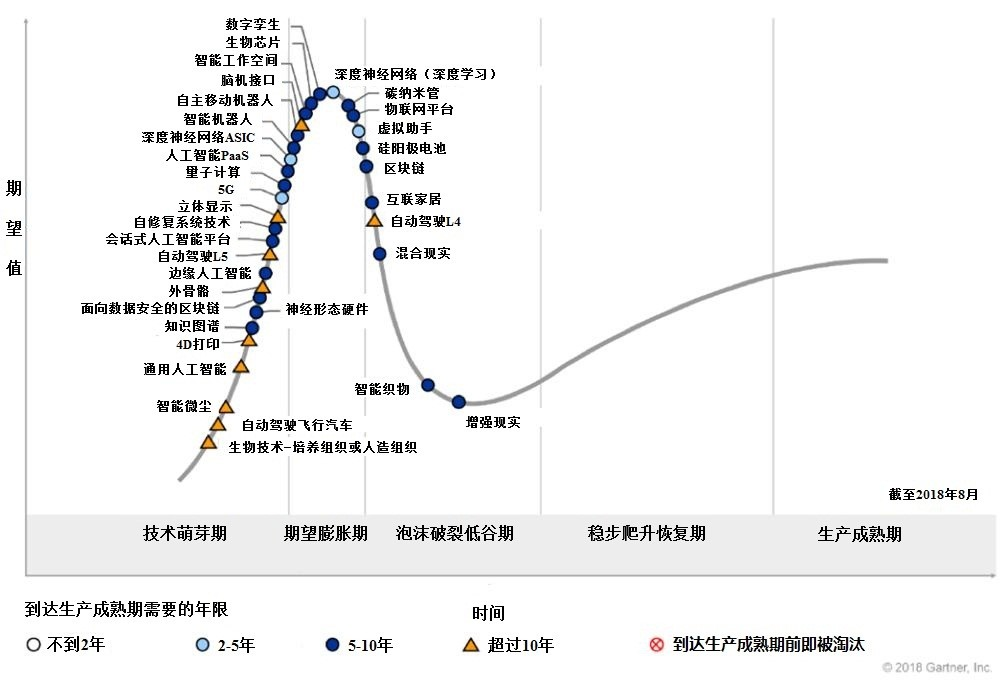 数字孪生
生物芯片
智能工作空间
脑机接口
自主移动机器人
智能机器人
深度神经网络ASIC
人工智能PaaS
量子计算
5G
立体显示
自修复系统技术
会话式人工智能平台
自动驾驶L5
边缘人工智能
外骨骼
面向数据安全的区块链
神经形态硬件
知识图谱
4D打印
通用人工智能
智能微尘
自动驾驶飞行汽车
生物技术-培养组织或人造组织
深度神经网络（深度学习）
碳纳米管
物联网平台
虚拟助手
硅阳极电池
区块链
互联家居
自动驾驶L4
混合现实
智能织物
增强现实
期望值
截至2018年8月
技术萌芽期
期望膨胀期
泡沫破裂低谷期
稳步爬升恢复期
生产成熟期
到达生产成熟期需要的年限
时间
不到2年
2-5年
5-10年
超过10年
到达生产成熟期前即被淘汰
© 2018 Gartner, Inc.